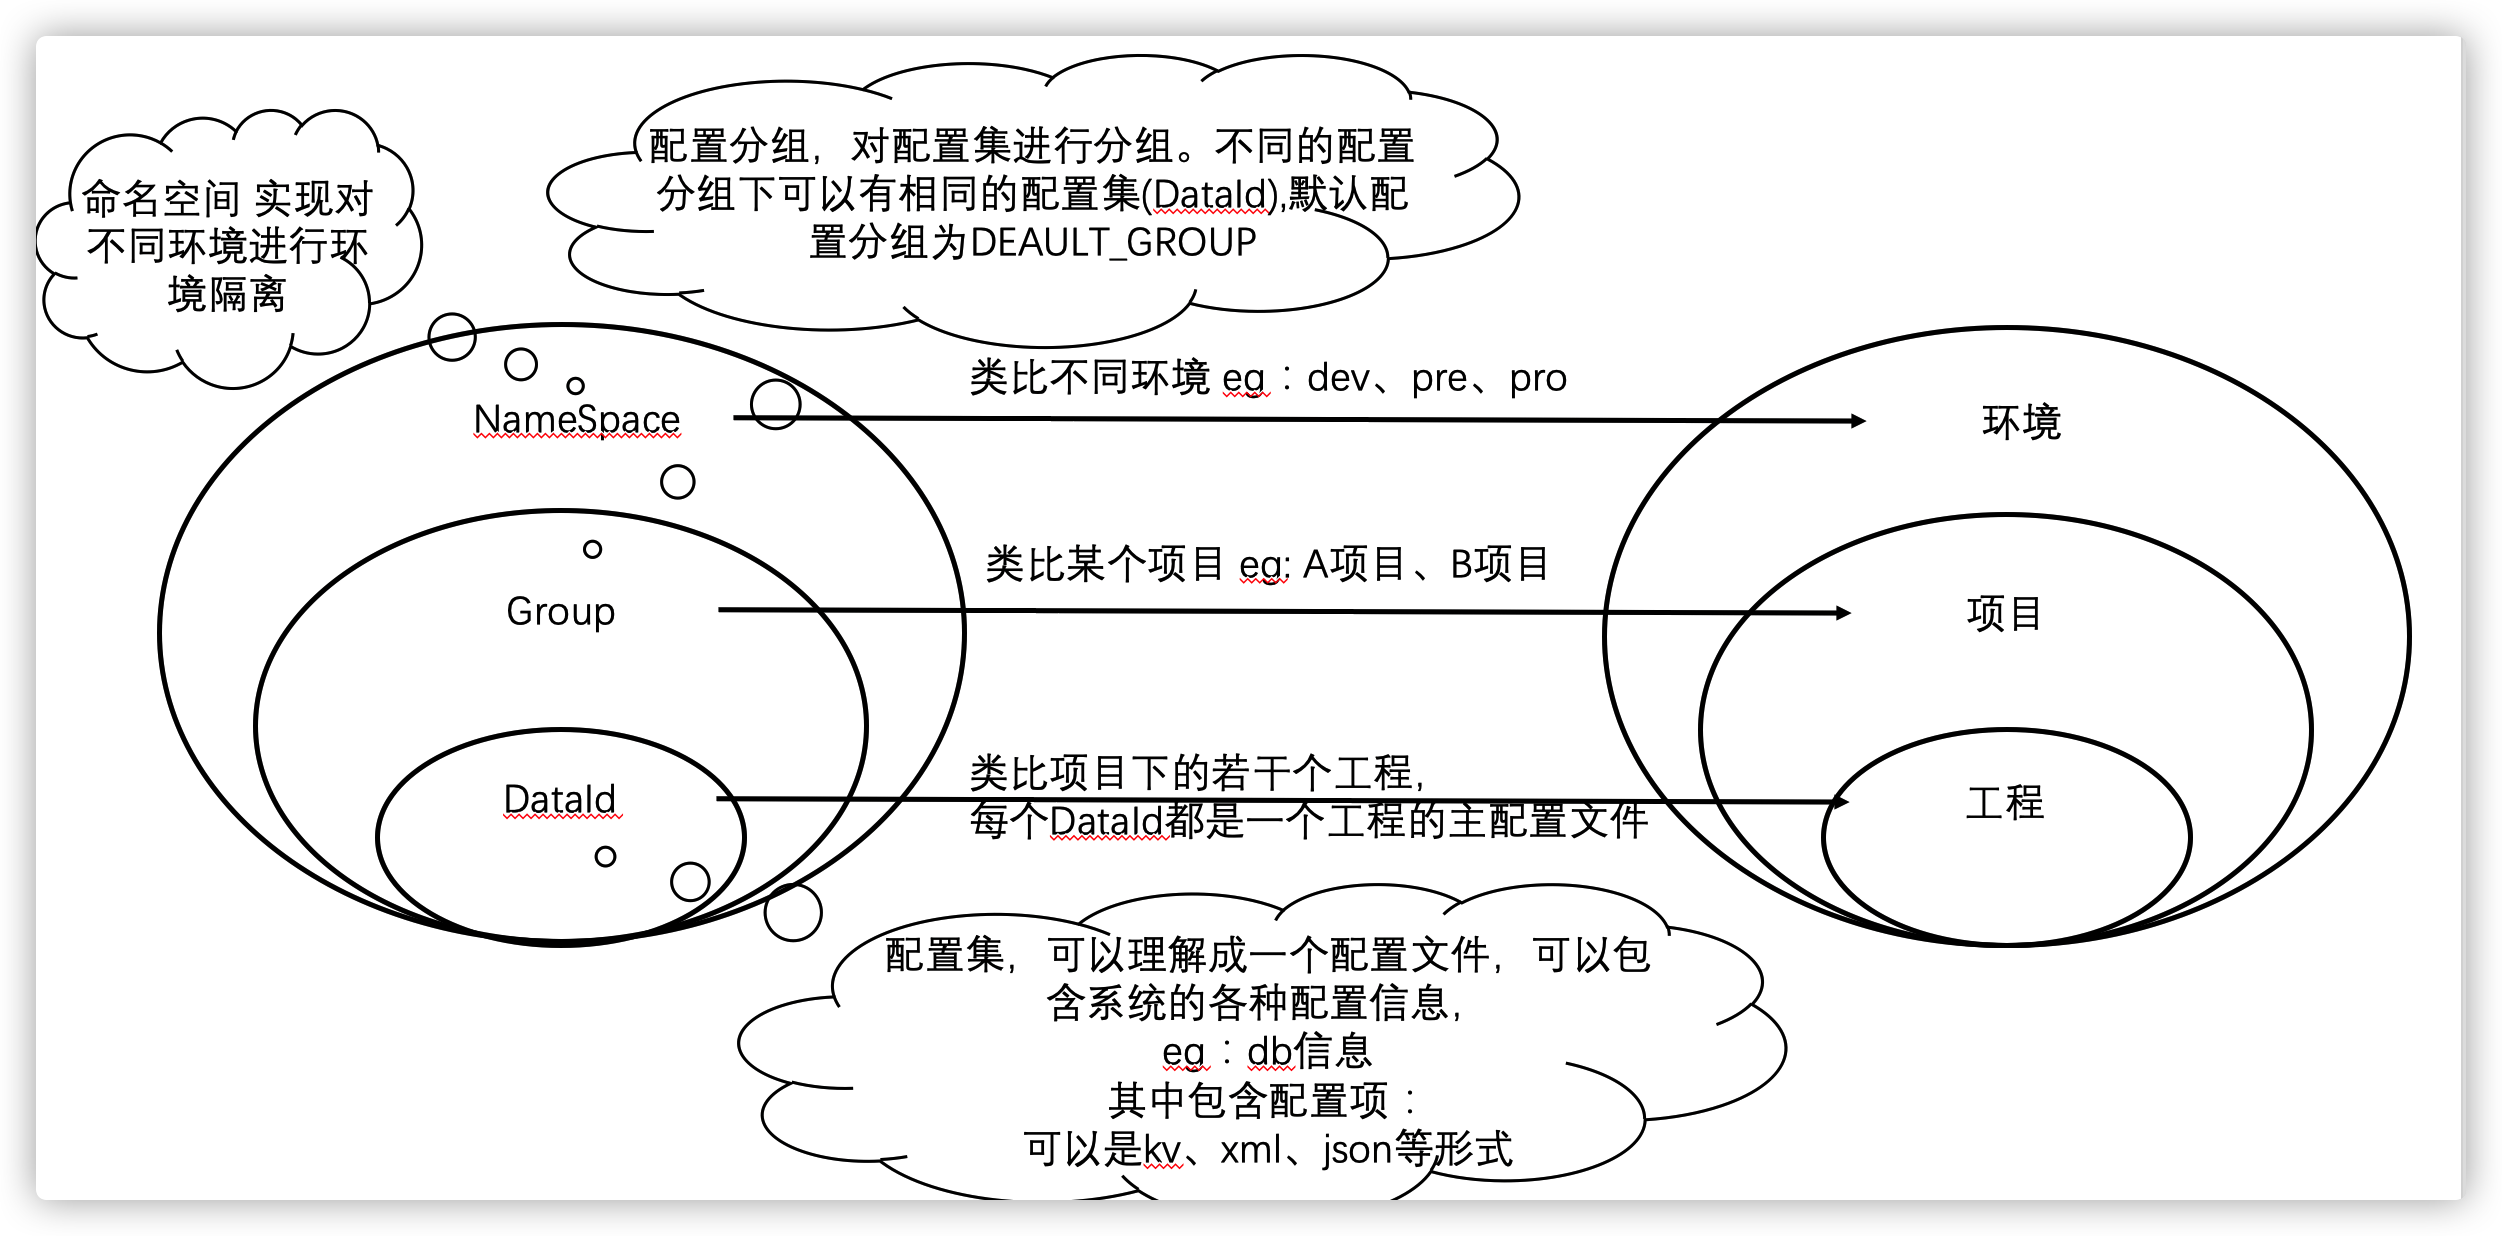 配置分组，对配置集进行分组。不同的配置
分组下可以有相同的配置集(DataId),默认配
置分组为DEAULT_GROUP
命名空间 实现对
不同环境进行环
境隔离
类比不同环境 eg：dev、pre、pro
NameSpace
环境
类比某个项目 eg: A项目、B项目
Group
项目
类比项目下的若干个工程，
每个DataId都是一个工程的主配置文件
DataId
工程
配置集，可以理解成一个配置文件，可以包
含系统的各种配置信息，
eg：db信息
其中包含配置项：
可以是kv、xml、json等形式